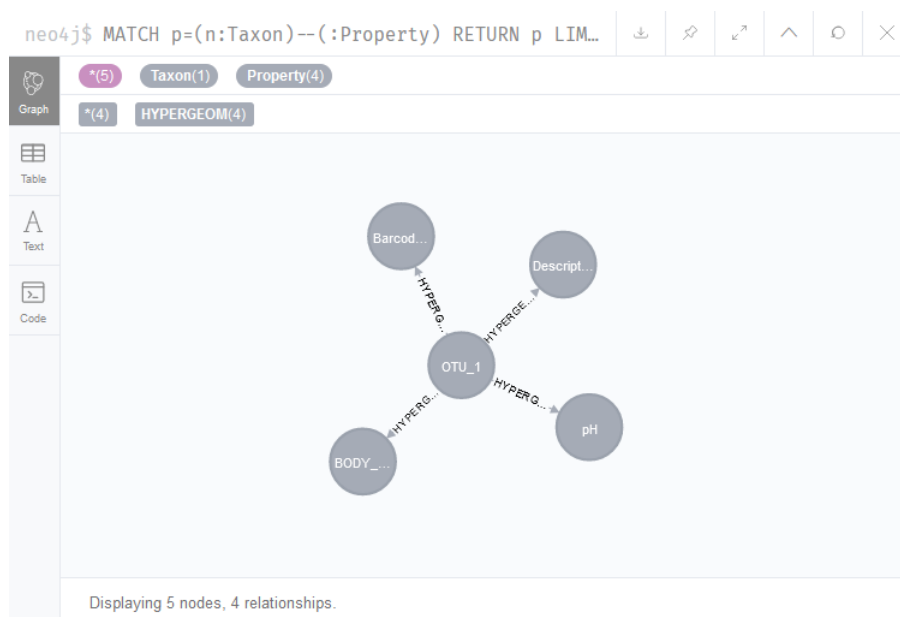 neo4j$ MATCH p=(n:Taxon)--(:Property) RETURN p LIM…
*(5) Taxon(1) Property(4)
Graph
*(4) HYPERGEOM(4)
Table
A
Text
Code
Barcod…
Descript…
HYPERG…
HYPERGE…
OTU_1
HYPERG…
HYPERG…
pH
BODY_…
Displaying 5 nodes, 4 relationships.